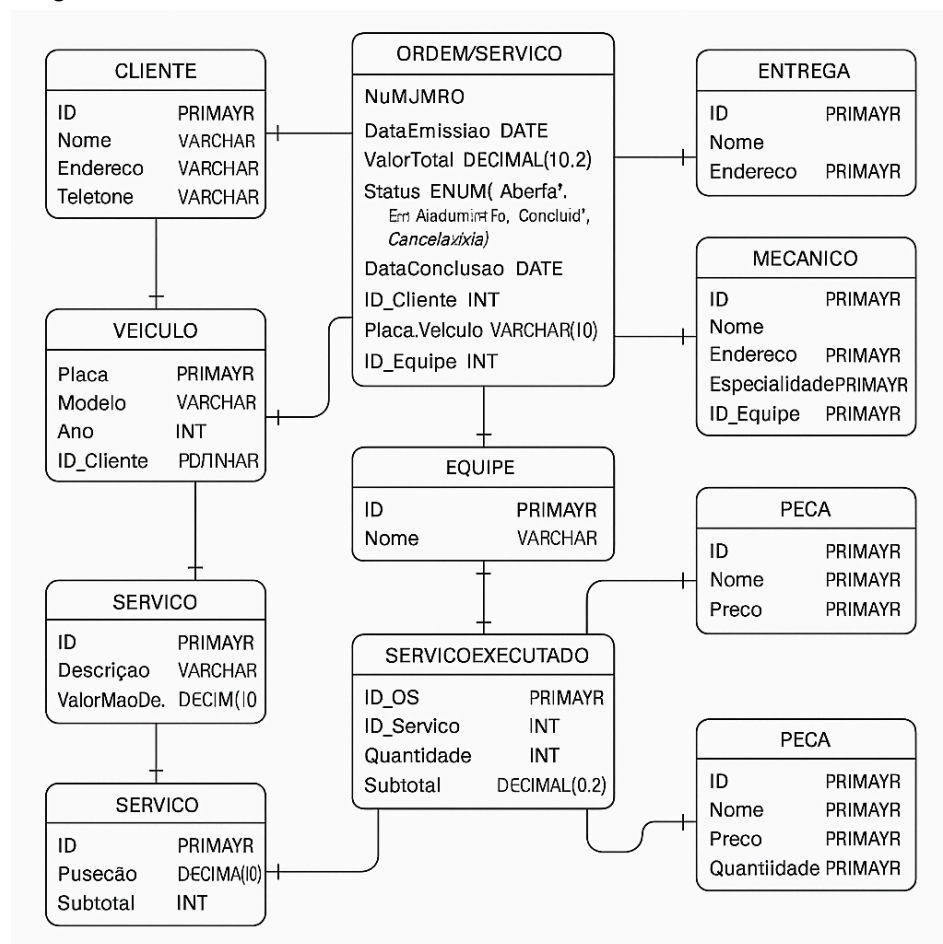 CLIENTE
ID PRIMAYR
Nome VARCHAR
Endereco VARCHAR
Teletone VARCHAR
ORDEM/SERVICO
NuMJMRO
DataEmissiao DATE
ValorTotal DECIMAL(10.2)
Status ENUM( Aberfa'.
Fo, Concluid',
DataConclusao DATE
ID_Cliente INT
Placa.Velculo VARCHAR(I0)
ID_Equipe INT
ENTREGA
ID PRIMAYR
Nome
Endereco PRIMAYR
MECANICO
ID PRIMAYR
Nome
Endereco PRIMAYR
EspecialidadePRIMAYR
ID_Equipe PRIMAYR
VEICULO
Placa PRIMAYR
Modelo VARCHAR
Ano INT
ID_Cliente
EQUIPE
ID PRIMAYR
Nome VARCHAR
PECA
ID PRIMAYR
Nome PRIMAYR
Preco PRIMAYR
SERVICO
ID PRIMAYR
Descriçao VARCHAR
ValorMaoDe. DECIM(I0
SERVICOEXECUTADO
ID_OS PRIMAYR
ID_Servico INT
Quantidade INT
Subtotal DECIMAL(0.2)
PECA
ID PRIMAYR
Nome PRIMAYR
Preco PRIMAYR
Quantiidade PRIMAYR
SERVICO
ID PRIMAYR
Pusecão DECIMA(I0)
Subtotal INT